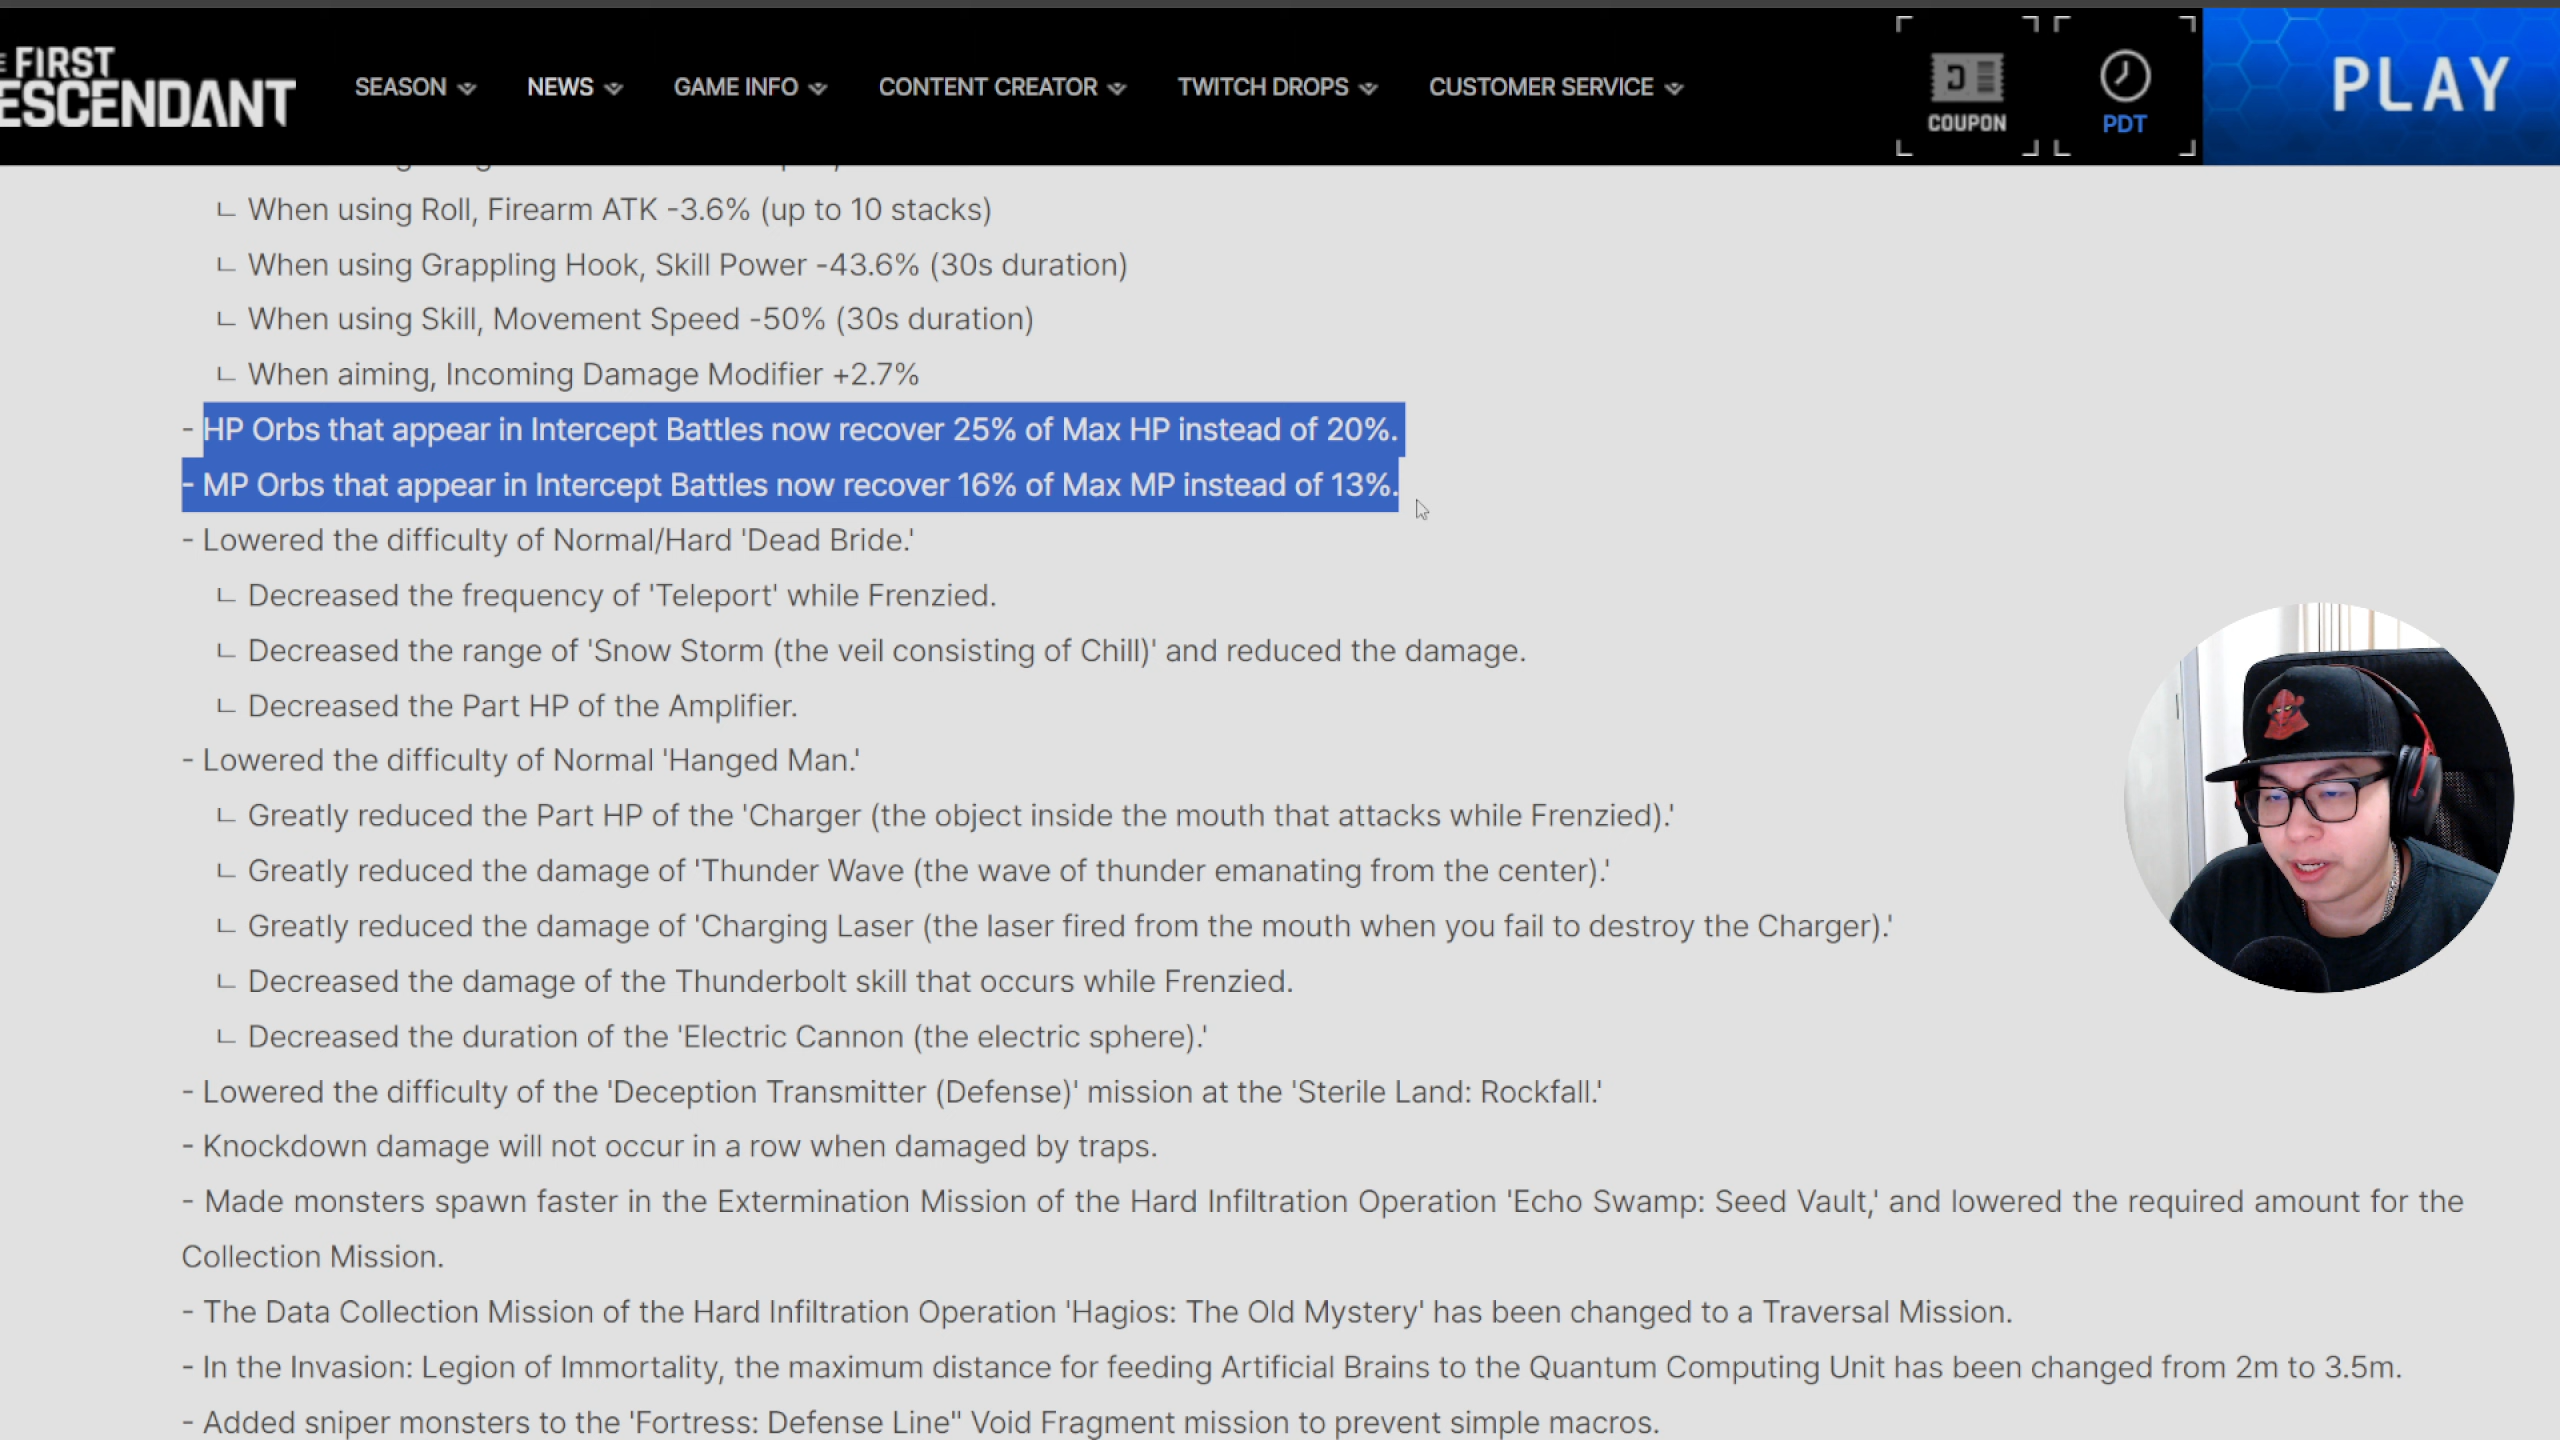 FIRST
ESCENDANT
SEASON
NEWS
GAME INFO
CONTENT CREATOR
TWITCH DROPS
CUSTOMER SERVICE
COUPON
PDT
PLAY
ㄴ When using Roll, Firearm ATK -3.6% (up to 10 stacks)
ㄴ When using Grappling Hook, Skill Power -43.6% (30s duration)
ㄴ When using Skill, Movement Speed -50% (30s duration)
ㄴ When aiming, Incoming Damage Modifier +2.7%
- HP Orbs that appear in Intercept Battles now recover 25% of Max HP instead of 20%.
- MP Orbs that appear in Intercept Battles now recover 16% of Max MP instead of 13%.
- Lowered the difficulty of Normal/Hard 'Dead Bride.'
ㄴ Decreased the frequency of 'Teleport' while Frenzied.
ㄴ Decreased the range of 'Snow Storm (the veil consisting of Chill)' and reduced the damage.
ㄴ Decreased the Part HP of the Amplifier.
- Lowered the difficulty of Normal 'Hanged Man.'
ㄴ Greatly reduced the Part HP of the 'Charger (the object inside the mouth that attacks while Frenzied).'
ㄴ Greatly reduced the damage of 'Thunder Wave (the wave of thunder emanating from the center).'
ㄴ Greatly reduced the damage of 'Charging Laser (the laser fired from the mouth when you fail to destroy the Charger).'
ㄴ Decreased the damage of the Thunderbolt skill that occurs while Frenzied.
ㄴ Decreased the duration of the 'Electric Cannon (the electric sphere).'
- Lowered the difficulty of the 'Deception Transmitter (Defense)' mission at the 'Sterile Land: Rockfall.'
- Knockdown damage will not occur in a row when damaged by traps.
- Made monsters spawn faster in the Extermination Mission of the Hard Infiltration Operation 'Echo Swamp: Seed Vault,' and lowered the required amount for the
Collection Mission.
- The Data Collection Mission of the Hard Infiltration Operation 'Hagios: The Old Mystery' has been changed to a Traversal Mission.
- In the Invasion: Legion of Immortality, the maximum distance for feeding Artificial Brains to the Quantum Computing Unit has been changed from 2m to 3.5m.
- Added sniper monsters to the 'Fortress: Defense Line" Void Fragment mission to prevent simple macros.